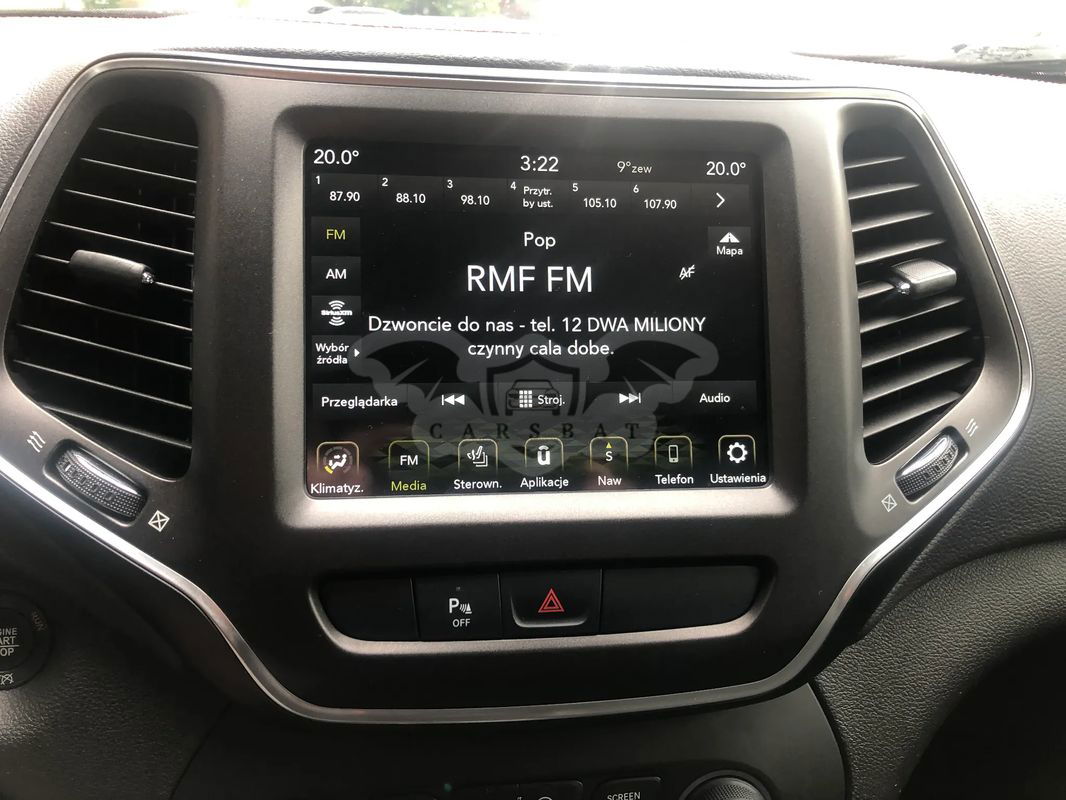 20.0° 3:22 9°zew 20.0°
1 87.90 2 88.10 3 98.10 4 Przytr. by ust. 5 105.10 6 107.90
FM
Pop
Mapa
AM
RMF FM
AF
SiriusXM
Dzwoncie do nas - tel. 12 DWA MILIONY
czynny cala dobe.
Wybór
źródła
Przeglądarka
Stroj.
Audio
CARSBAT
FM
S
Klimatyz. Media Sterown. Aplikacje Naw Telefon Ustawienia
P
OFF
RUN
SCREEN